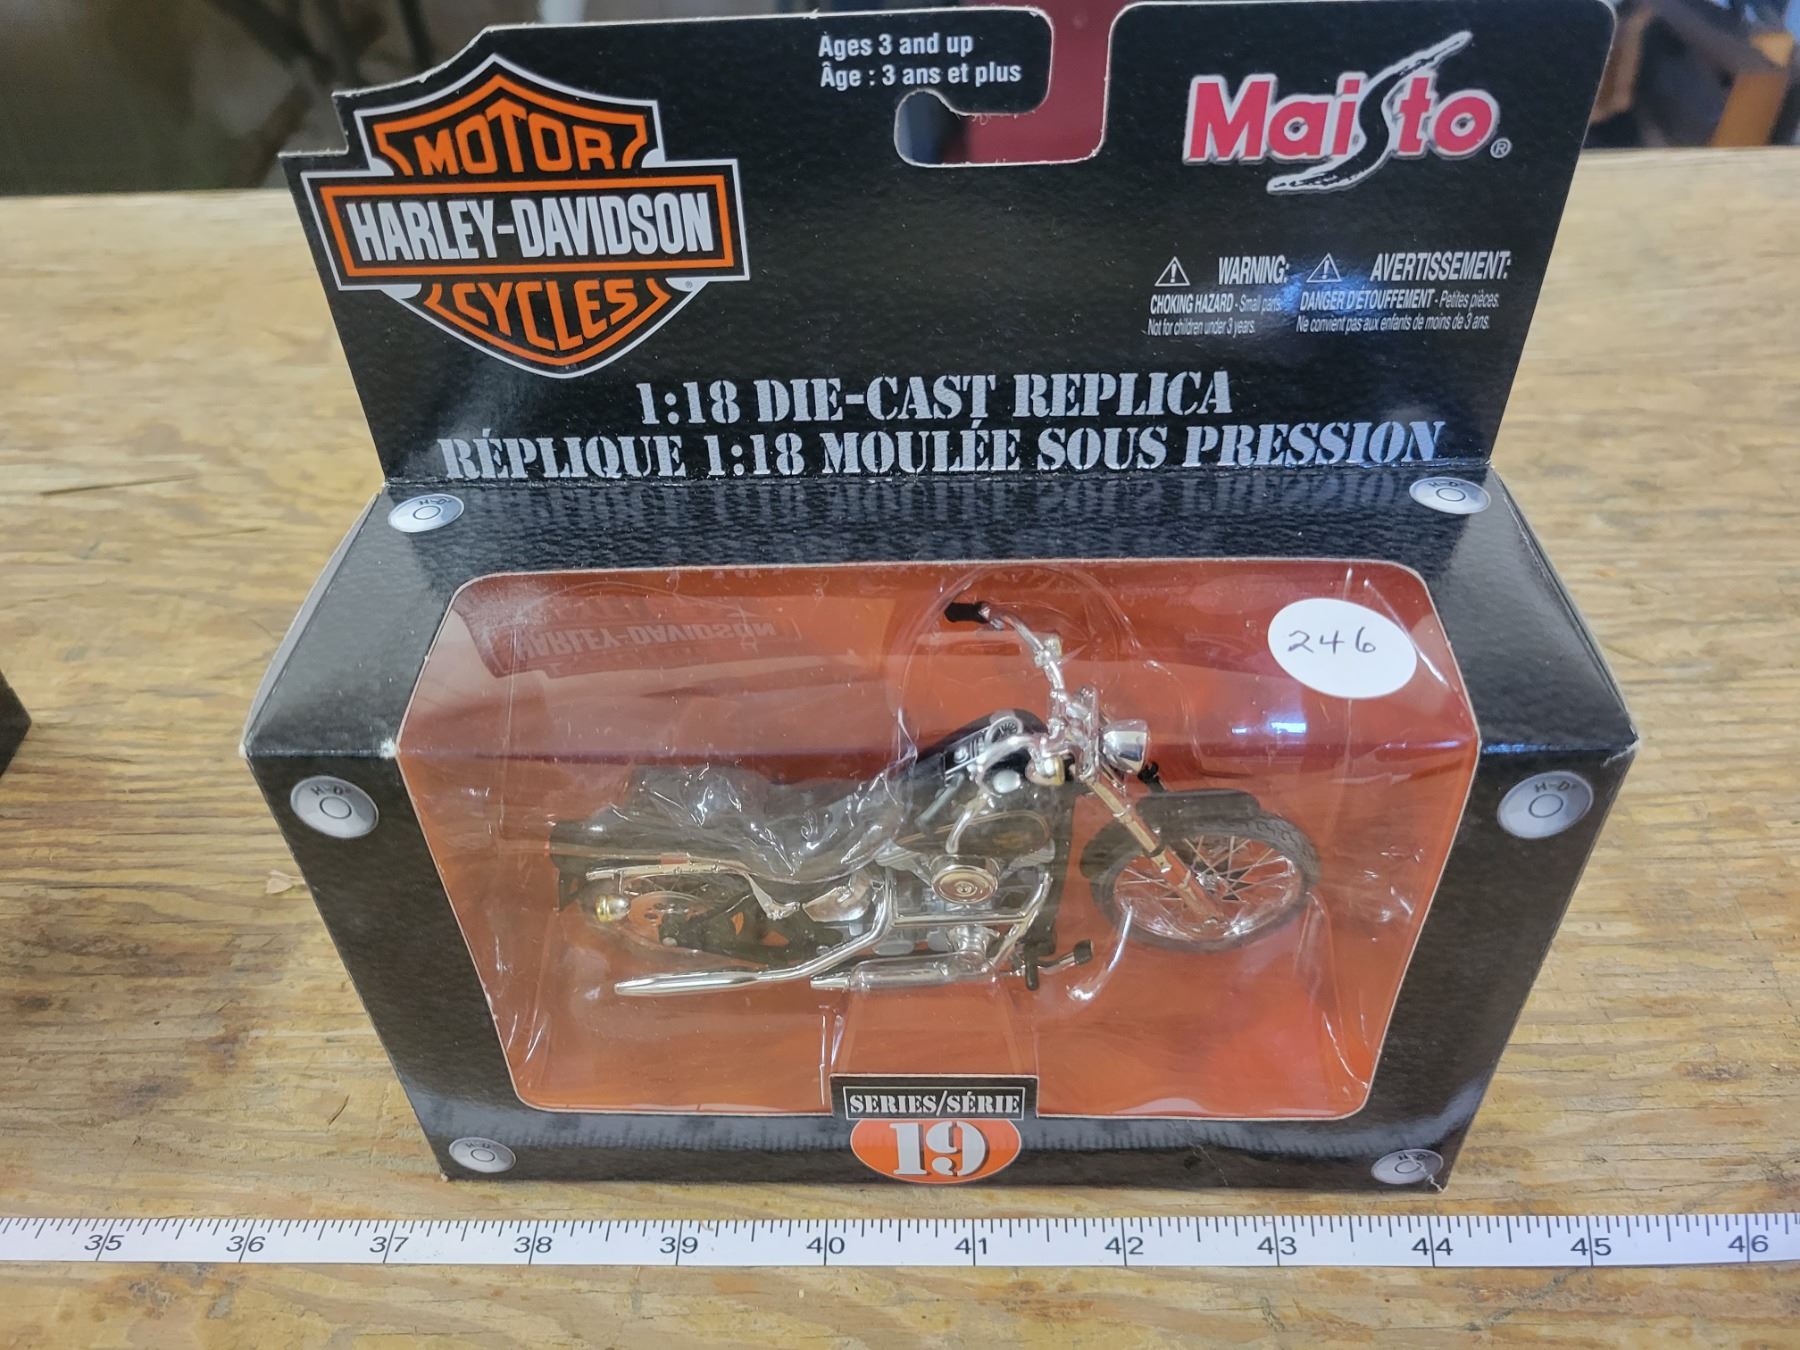 Ages 3 and up
Âge : 3 ans et plus
MOTOR
HARLEY-DAVIDSON
CYCLES
Maisto®
WARNING:
CHOKING HAZARD - Small parts
Not for children under 3 years.
AVERTISSEMENT:
DANGER D'ÉTOUFFEMENT - Petites pièces.
Ne convient pas aux enfants de moins de 3 ans.
1:18 DIE-CAST REPLICA
RÉPLIQUE 1:18 MOULÉE SOUS PRESSION
H-D
H-D
HARLEY-DAVIDSON
246
H-D
H-D
SERIES/SÉRIE
19
H-D
H-D
35 36 37 38 39 40 41 42 43 44 45 46